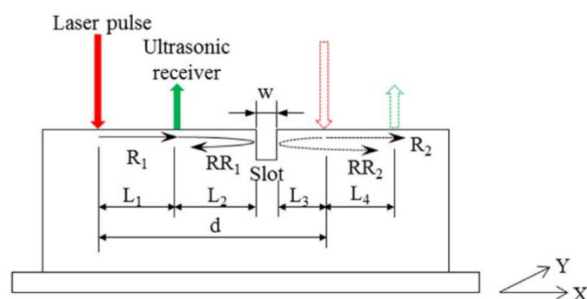 Laser pulse
Ultrasonic
receiver
w
R1
RR1
Slot
RR2
R2
L1
L2
L3
L4
d
Y
X